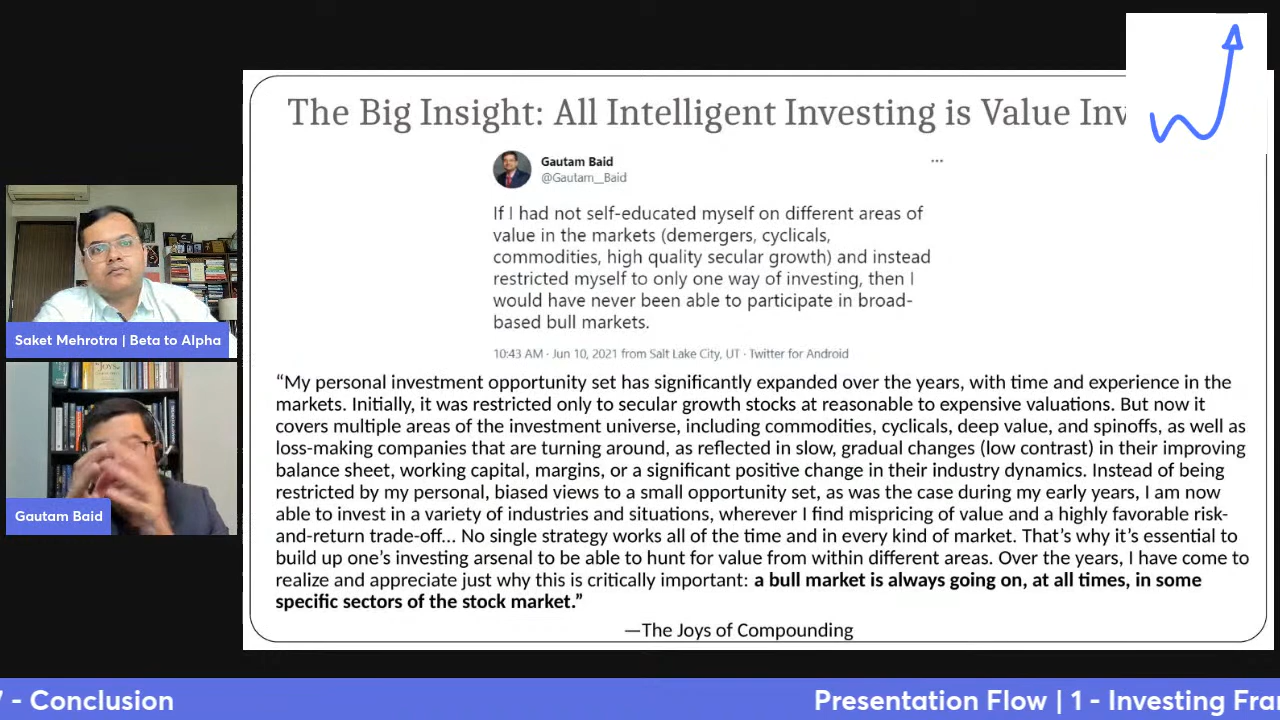 The Big Insight: All Intelligent Investing is Value Inv
Gautam Baid
@Gautam__Baid
If I had not self-educated myself on different areas of
value in the markets (demergers, cyclicals,
commodities, high quality secular growth) and instead
restricted myself to only one way of investing, then I
would have never been able to participate in broad-
based bull markets.
10:43 AM · Jun 10, 2021 from Salt Lake City, UT · Twitter for Android
“My personal investment opportunity set has significantly expanded over the years, with time and experience in the
markets. Initially, it was restricted only to secular growth stocks at reasonable to expensive valuations. But now it
covers multiple areas of the investment universe, including commodities, cyclicals, deep value, and spinoffs, as well as
loss-making companies that are turning around, as reflected in slow, gradual changes (low contrast) in their improving
balance sheet, working capital, margins, or a significant positive change in their industry dynamics. Instead of being
restricted by my personal, biased views to a small opportunity set, as was the case during my early years, I am now
able to invest in a variety of industries and situations, wherever I find mispricing of value and a highly favorable risk-
and-return trade-off... No single strategy works all of the time and in every kind of market. That’s why it’s essential to
build up one’s investing arsenal to be able to hunt for value from within different areas. Over the years, I have come to
realize and appreciate just why this is critically important: a bull market is always going on, at all times, in some
specific sectors of the stock market.”
—The Joys of Compounding
Saket Mehrotra | Beta to Alpha
Gautam Baid
7 - Conclusion
Presentation Flow | 1 - Investing Fra